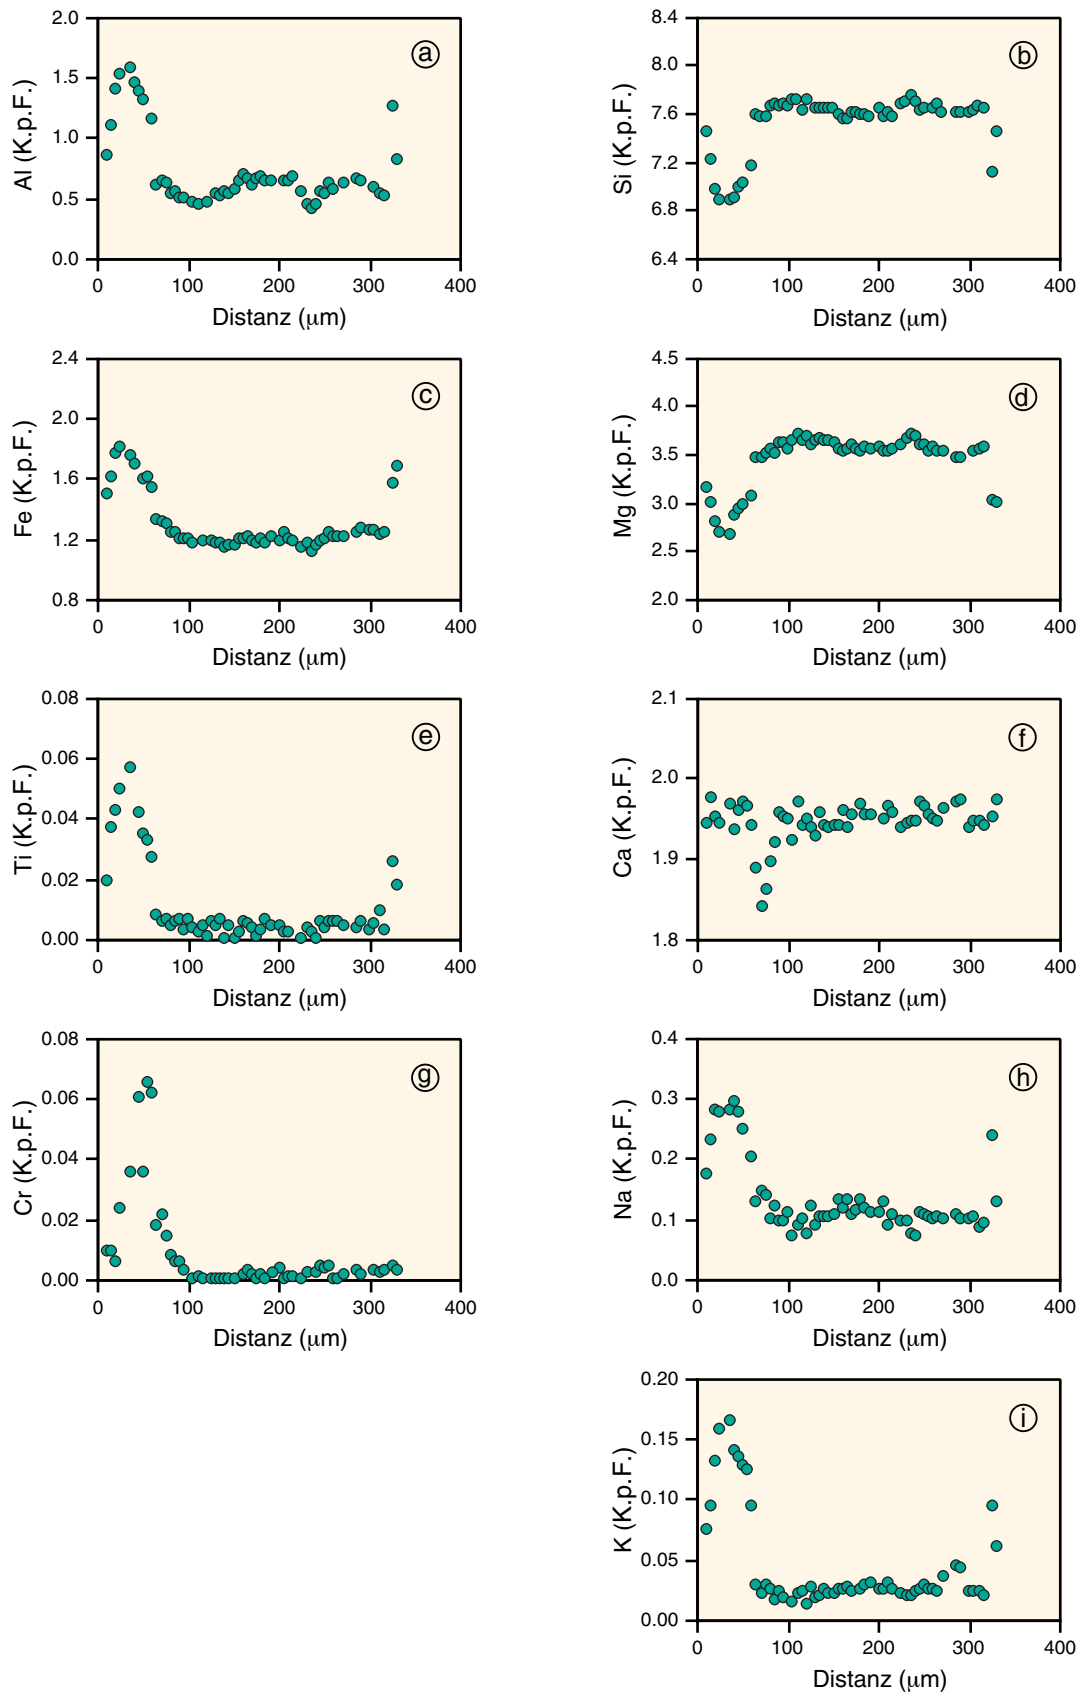 2.0
1.5
1.0
0.5
0.0
Al (K.p.F.)
a
0 100 200 300 400
Distanz (µm)
8.4
8.0
7.6
7.2
6.8
6.4
Si (K.p.F.)
b
0 100 200 300 400
Distanz (µm)
2.4
2.0
1.6
1.2
0.8
Fe (K.p.F.)
c
0 100 200 300 400
Distanz (µm)
4.5
4.0
3.5
3.0
2.5
2.0
Mg (K.p.F.)
d
0 100 200 300 400
Distanz (µm)
0.08
0.06
0.04
0.02
0.00
Ti (K.p.F.)
e
0 100 200 300 400
Distanz (µm)
2.1
2.0
1.9
1.8
Ca (K.p.F.)
f
0 100 200 300 400
Distanz (µm)
0.08
0.06
0.04
0.02
0.00
Cr (K.p.F.)
g
0 100 200 300 400
Distanz (µm)
0.4
0.3
0.2
0.1
0.0
Na (K.p.F.)
h
0 100 200 300 400
Distanz (µm)
0.20
0.15
0.10
0.05
0.00
K (K.p.F.)
i
0 100 200 300 400
Distanz (µm)